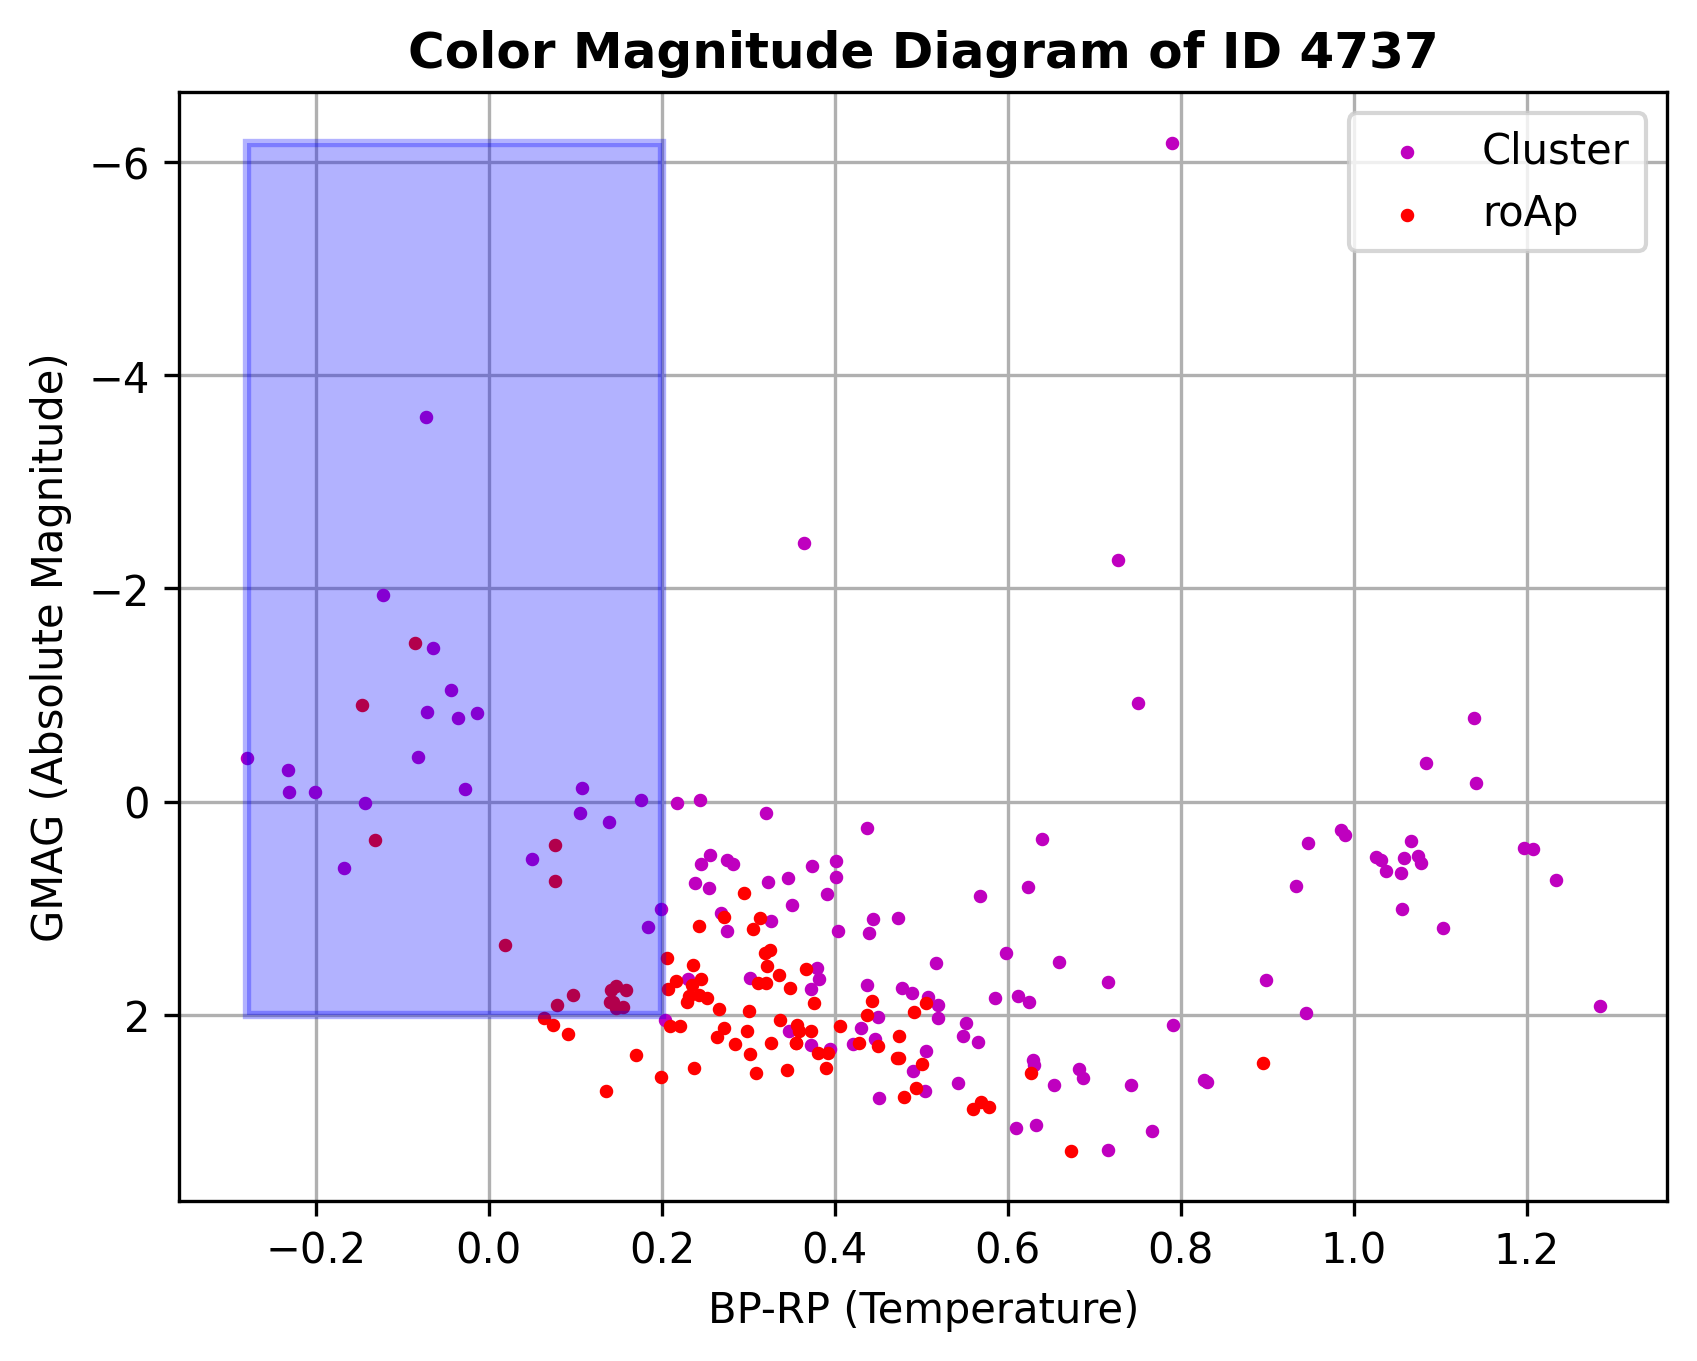 Color Magnitude Diagram of ID 4737
Cluster
roAp
GMAG (Absolute Magnitude)
−6
−4
−2
0
2
−0.2 0.0 0.2 0.4 0.6 0.8 1.0 1.2
BP-RP (Temperature)